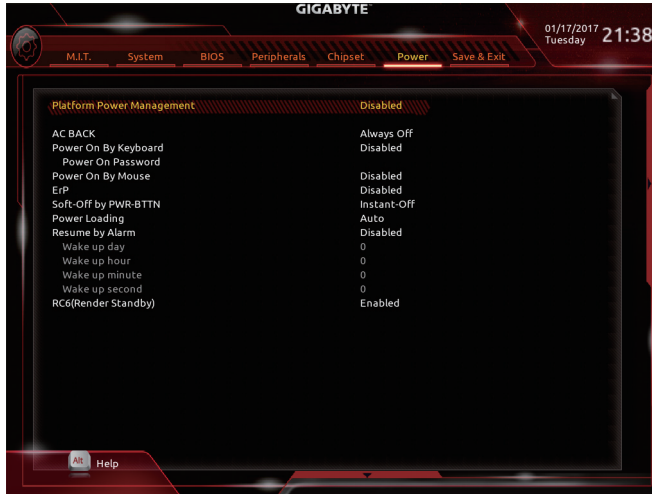 GIGABYTE™
01/17/2017 Tuesday 21:38
M.I.T. System BIOS Peripherals Chipset Power Save & Exit
Platform Power Management Disabled
AC BACK Always Off
Power On By Keyboard Disabled
Power On Password
Power On By Mouse Disabled
ErP Disabled
Soft-Off by PWR-BTTN Instant-Off
Power Loading Auto
Resume by Alarm Disabled
Wake up day 0
Wake up hour 0
Wake up minute 0
Wake up second 0
RC6(Render Standby) Enabled
Alt Help